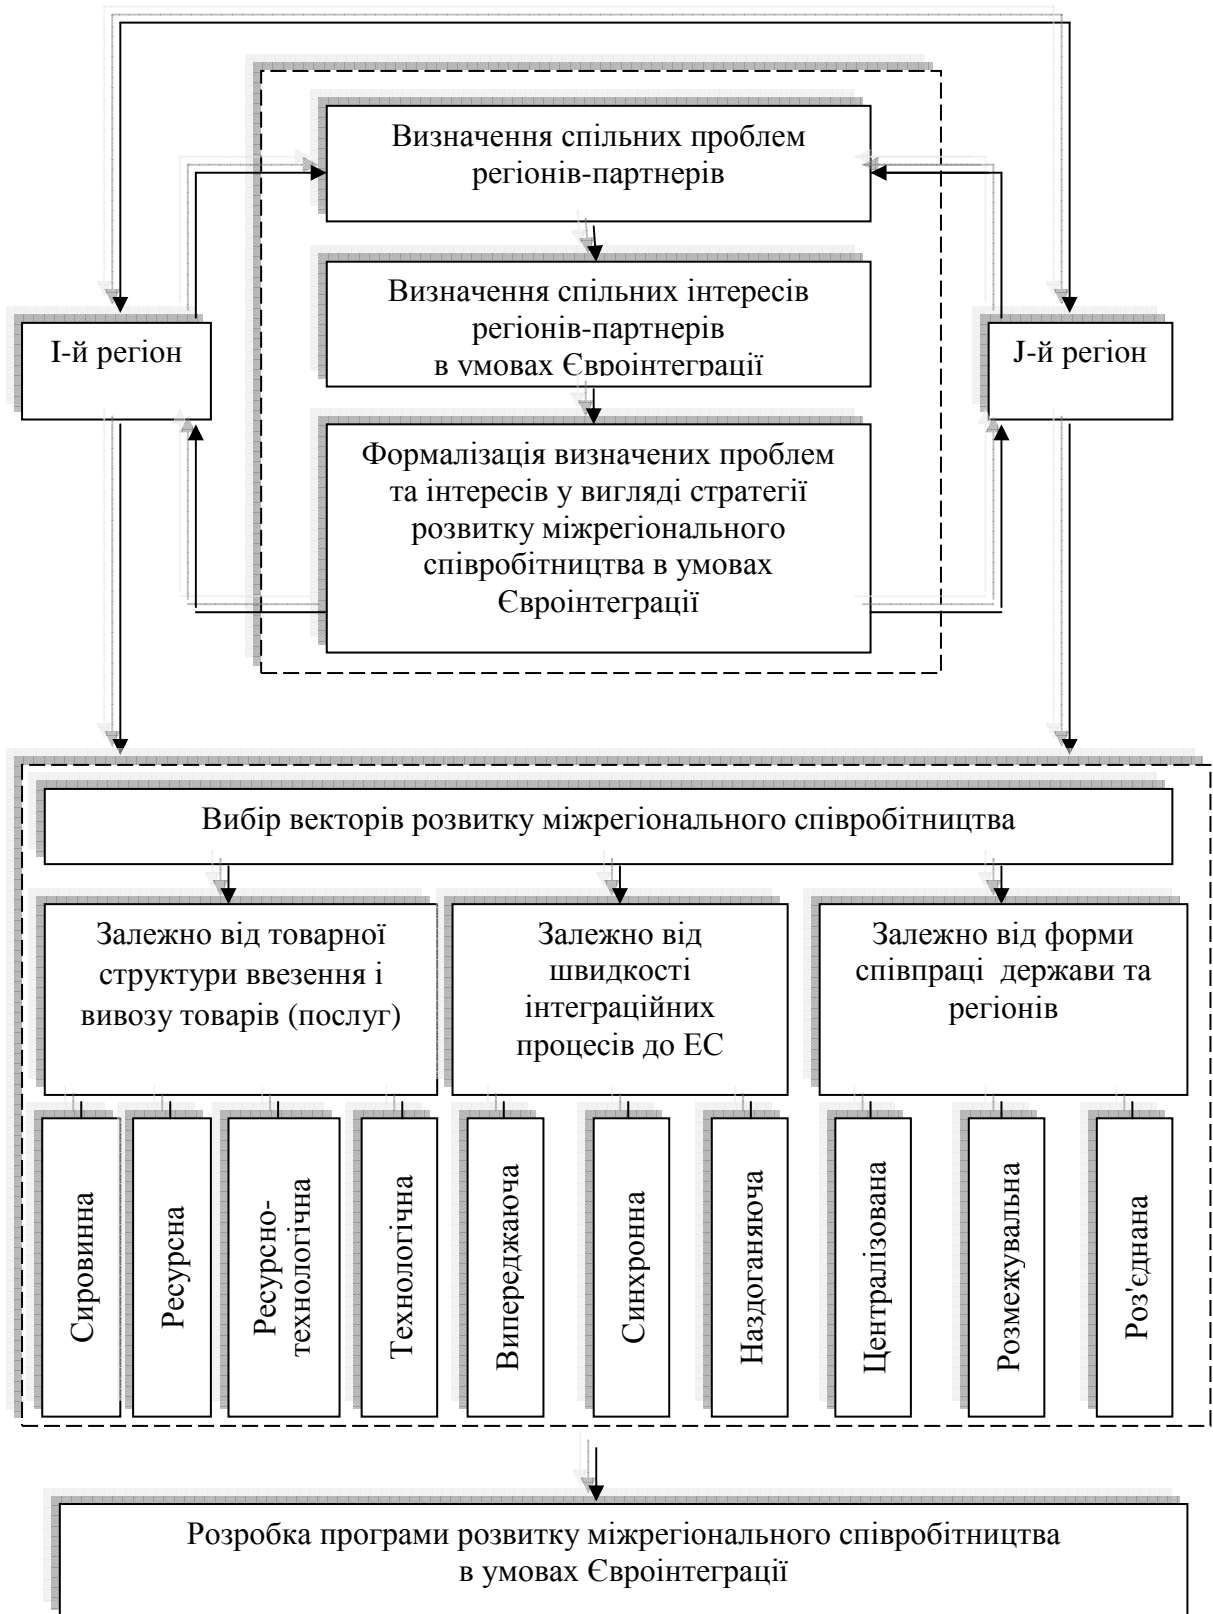 Визначення спільних проблем
регіонів-партнерів
Визначення спільних інтересів
регіонів-партнерів
в умовах Євроінтеграції
І-й регіон
J-й регіон
Формалізація визначених проблем
та інтересів у вигляді стратегії
розвитку міжрегіонального
співробітництва в умовах
Євроінтеграції
Вибір векторів розвитку міжрегіонального співробітництва
Залежно від товарної
структури ввезення і
вивозу товарів (послуг)
Залежно від
швидкості
інтеграційних
процесів до ЕС
Залежно від форми
співпраці держави та
регіонів
Сировинна
Ресурсна
Ресурсно-
технологічна
Технологічна
Випереджаюча
Синхронна
Наздоганяюча
Централізована
Розмежувальна
Роз'єднана
Розробка програми розвитку міжрегіонального співробітництва
в умовах Євроінтеграції